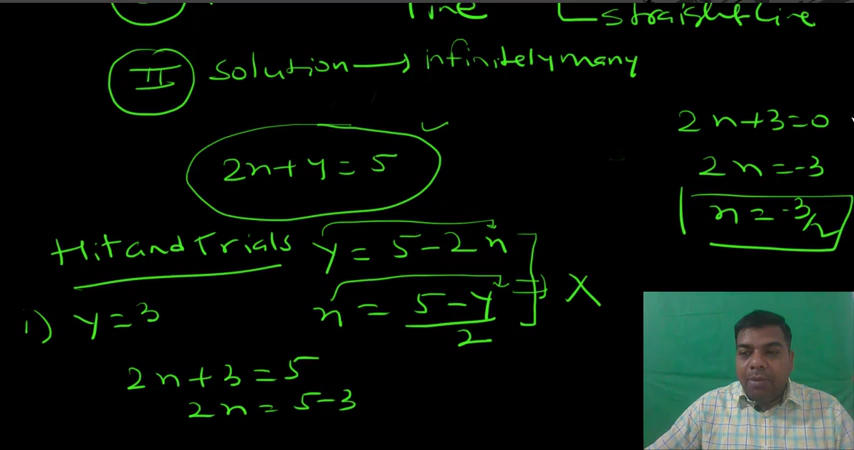 line straight line
II solution → infinitely many
2n+y=5
2n+3=0
2n=-3
n=-3/2
Hit and Trials y = 5-2n
n = 5-y/2 ⇒ X
i) y=3
2n+3=5
2n=5-3